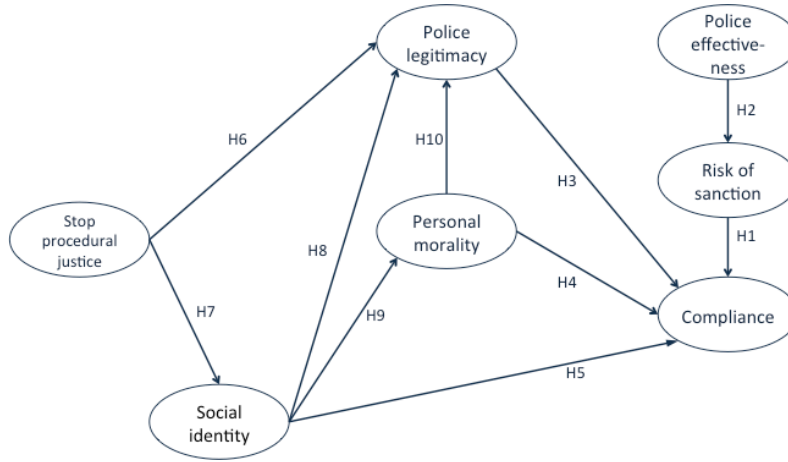 Police
legitimacy
Police
effective-
ness
H2
H6
H10
Risk of
sanction
H3
Stop
procedural
justice
Personal
morality
H1
H8
H4
H7
H9
Compliance
H5
Social
identity